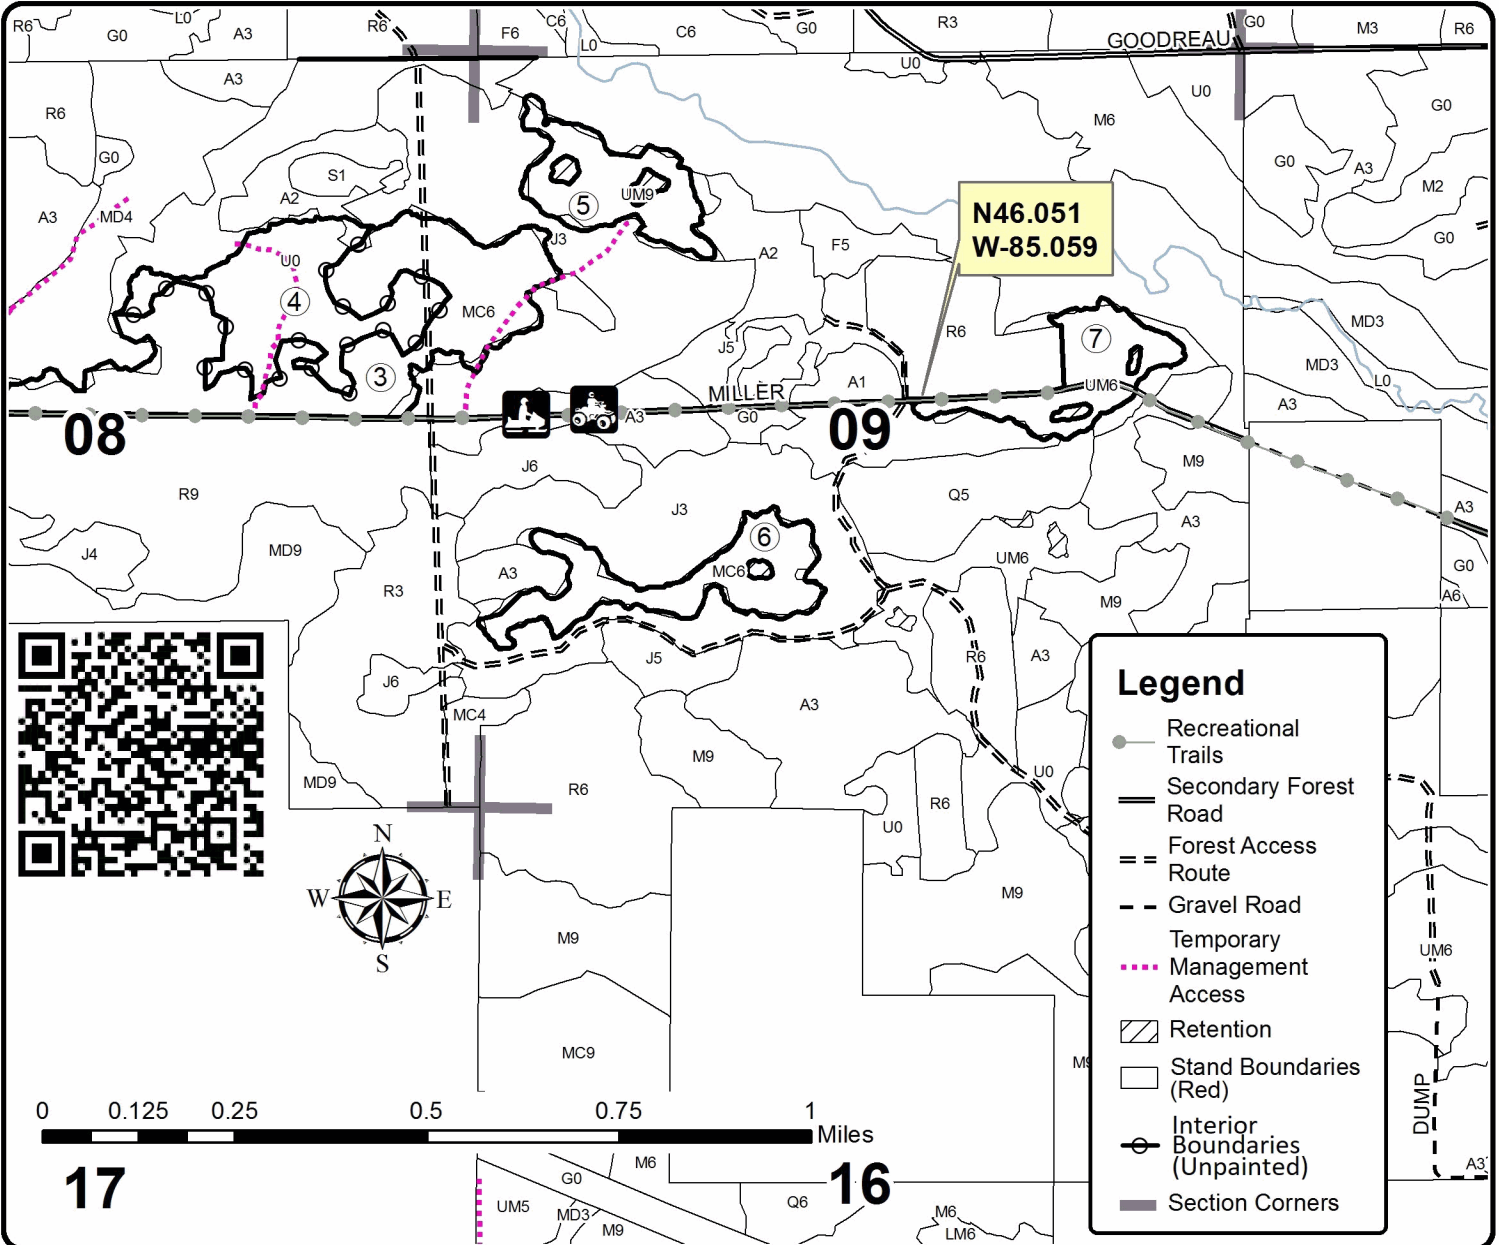 R6
G0
L0
A3
R6
F6
C6
L0
C6
G0
R3
GOODREAU
G0
M3
R6
A3
U0
U0
R6
G0
M6
G0
G0
A3
M2
S1
A2
A3
MD4
5
UM9
J3
A2
F5
N46.051
W-85.059
G0
MD3
U0
4
MC6
R6
7
MD3
J5
3
MILLER
A1
UM6
L0
A3
A3
G0
08
09
R9
J6
Q5
M9
A3
A3
J4
MD9
J3
6
UM6
G0
A3
MC6
R3
M9
A6
J5
R6
A3
J6
MC4
A3
M9
MD9
R6
U0
R6
U0
M9
N
W
E
S
M9
MC9
M9
UM6
DUMP
A3
Legend
Recreational
Trails
Secondary Forest
Road
Forest Access
Route
Gravel Road
Temporary
Management
Access
Retention
Stand Boundaries
(Red)
Interior
Boundaries
(Unpainted)
Section Corners
0
0.125
0.25
0.5
0.75
1
Miles
17
16
M6
G0
UM5
MD3
M9
Q6
M6
LM6